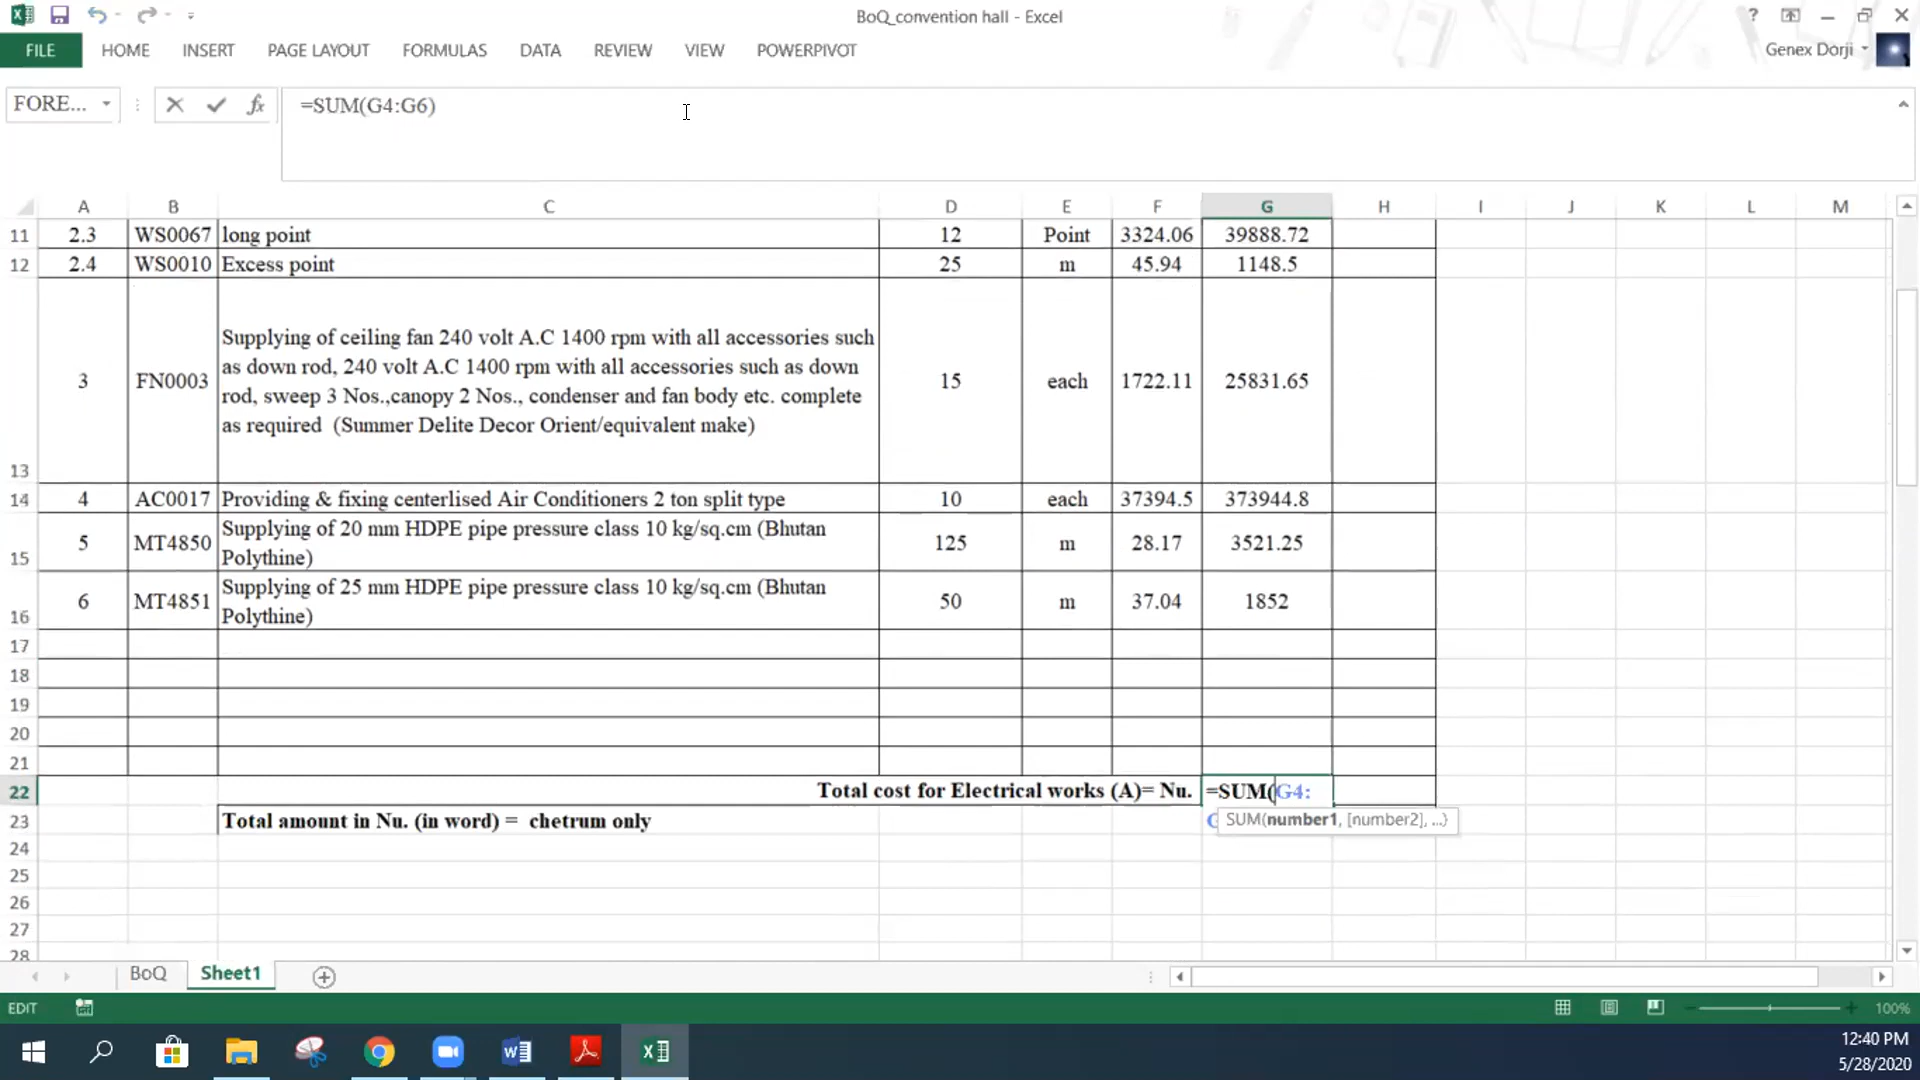 BoQ_convention hall - Excel
FILE HOME INSERT PAGE LAYOUT FORMULAS DATA REVIEW VIEW POWERPIVOT
Genex Dorji
FORE...
fx
=SUM(G4:G6)
A B C D E F G H I J K L M
11 2.3 WS0067 long point 12 Point 3324.06 39888.72
12 2.4 WS0010 Excess point 25 m 45.94 1148.5
Supplying of ceiling fan 240 volt A.C 1400 rpm with all accessories such
as down rod, 240 volt A.C 1400 rpm with all accessories such as down
13 3 FN0003 15 each 1722.11 25831.65
rod, sweep 3 Nos.,canopy 2 Nos., condenser and fan body etc. complete
as required (Summer Delite Decor Orient/equivalent make)
14 4 AC0017 Providing & fixing centerlised Air Conditioners 2 ton split type 10 each 37394.5 373944.8
Supplying of 20 mm HDPE pipe pressure class 10 kg/sq.cm (Bhutan
15 5 MT4850 125 m 28.17 3521.25
Polythine)
Supplying of 25 mm HDPE pipe pressure class 10 kg/sq.cm (Bhutan
16 6 MT4851 50 m 37.04 1852
Polythine)
17
18
19
20
21
22 Total cost for Electrical works (A)= Nu. =SUM(G4:
23 Total amount in Nu. (in word) = chetrum only
SUM(number1, [number2], ...)
24
25
26
27
28
BoQ Sheet1
EDIT
100%
12:40 PM
5/28/2020